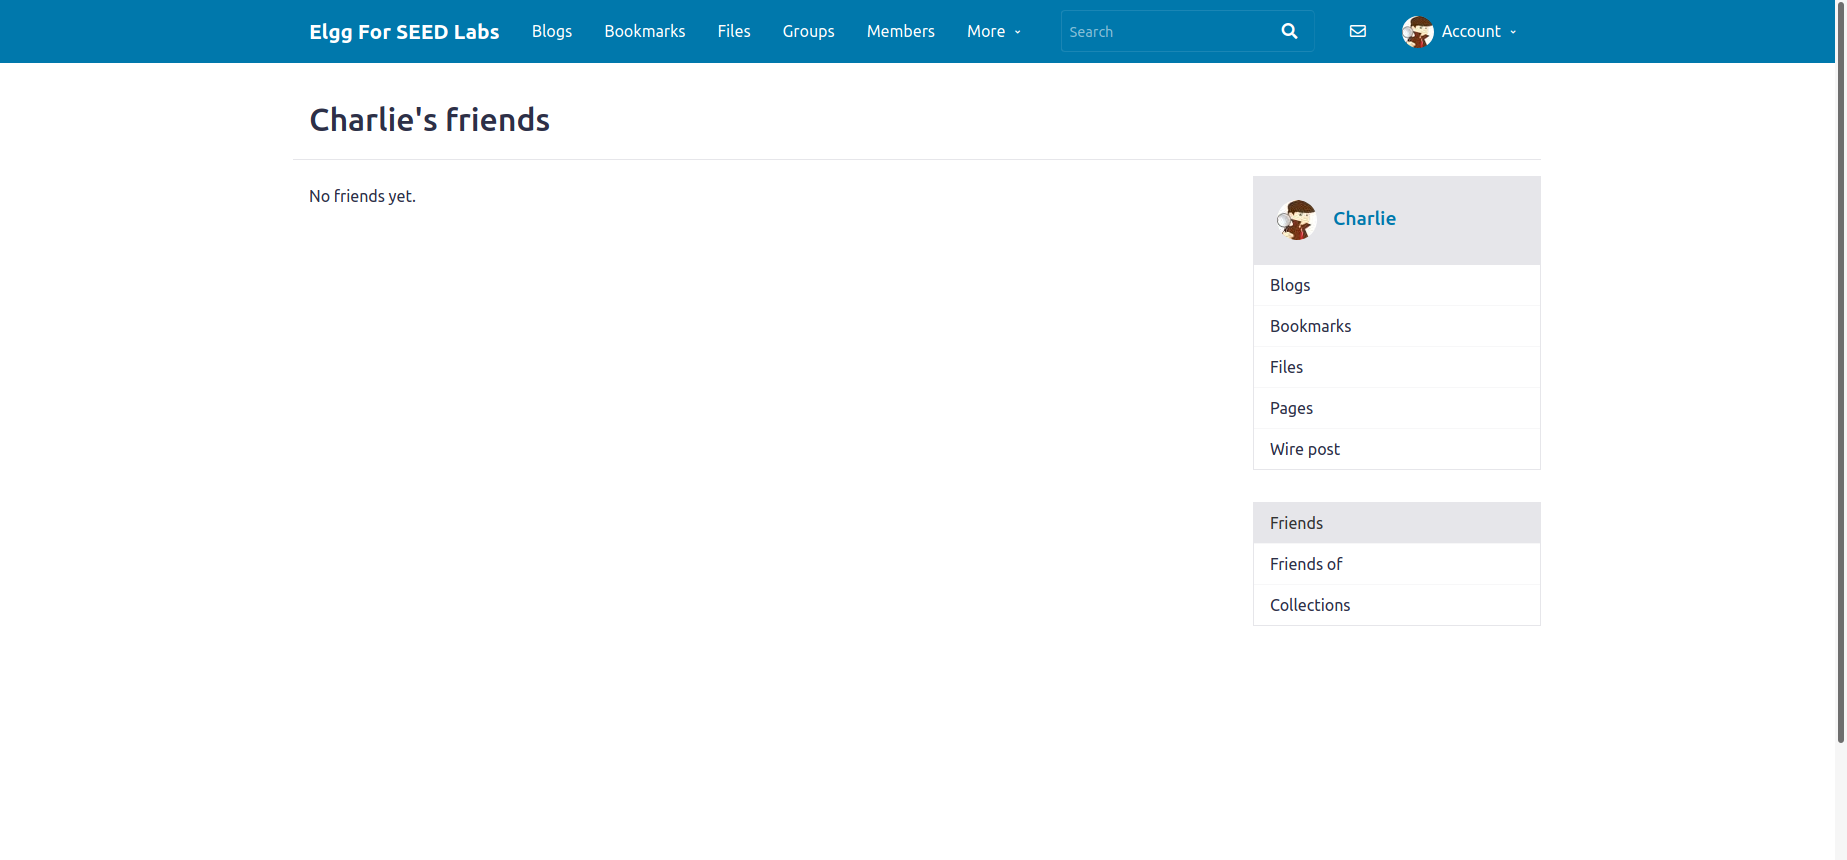 Elgg For SEED Labs Blogs Bookmarks Files Groups Members More Search Account
Charlie's friends
No friends yet.
Charlie
Blogs
Bookmarks
Files
Pages
Wire post
Friends
Friends of
Collections